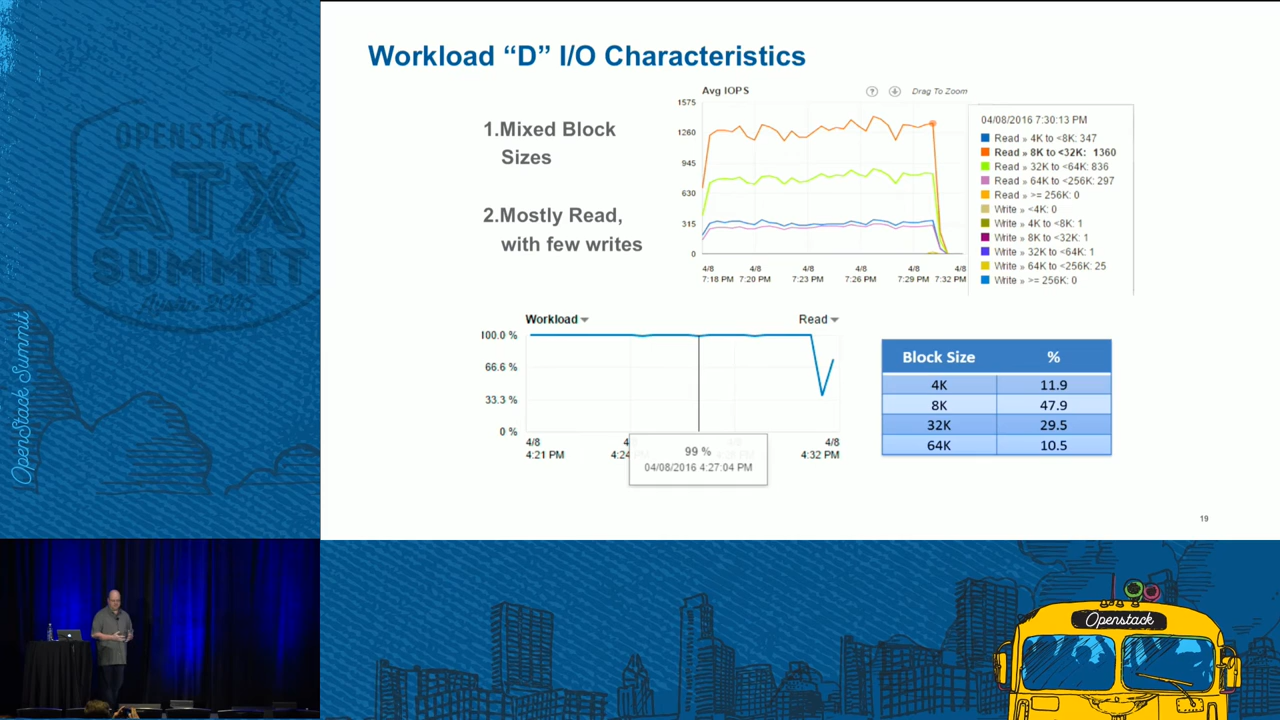 Workload “D” I/O Characteristics
1.Mixed Block
Sizes
2.Mostly Read,
with few writes
Avg IOPS
Drag To Zoom
1575
1260
945
630
315
0
4/8 4/8 4/8 4/8 4/8 4/8
7:18 PM 7:20 PM 7:23 PM 7:26 PM 7:29 PM 7:32 PM
04/08/2016 7:30:13 PM
Read » 4K to <8K: 347
Read » 8K to <32K: 1360
Read » 32K to <64K: 836
Read » 64K to <256K: 297
Read » >= 256K: 0
Write » <4K: 0
Write » 4K to <8K: 1
Write » 8K to <32K: 1
Write » 32K to <64K: 1
Write » 64K to <256K: 25
Write » >= 256K: 0
Workload
Read
100.0 %
66.6 %
33.3 %
0 %
4/8
4:21 PM
4:24
4/8
4:32 PM
99 %
04/08/2016 4:27:04 PM
Block Size %
4K 11.9
8K 47.9
32K 29.5
64K 10.5
19
OPENSTACK
ATX
SUMMIT
OpenStack Summit
Openstack